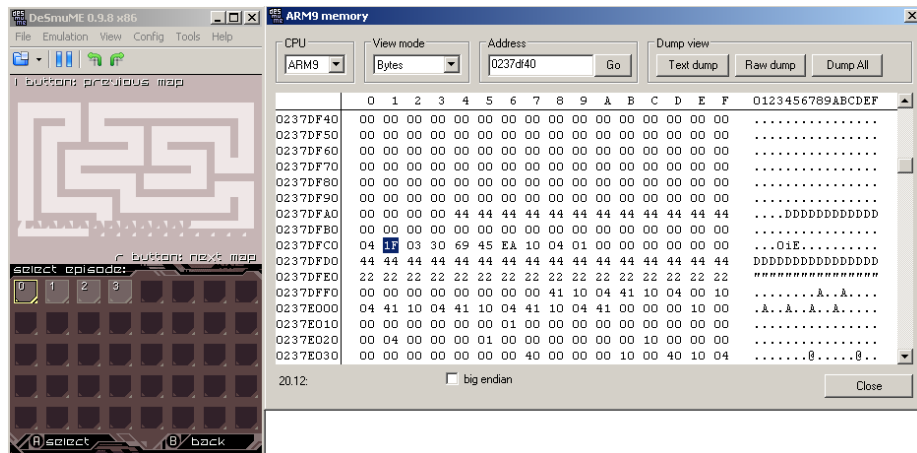 DeSmuME 0.9.8 x86
File Emulation View Config Tools Help
l button: previous map
r button: next map
select episode:
0 1 2 3
A select B back
ARM9 memory
CPU
ARM9
View mode
Bytes
Address
0237df40
Go
Dump view
Text dump Raw dump Dump All
0 1 2 3 4 5 6 7 8 9 A B C D E F 0123456789ABCDEF
0237DF40 00 00 00 00 00 00 00 00 00 00 00 00 00 00 00 00 ................
0237DF50 00 00 00 00 00 00 00 00 00 00 00 00 00 00 00 00 ................
0237DF60 00 00 00 00 00 00 00 00 00 00 00 00 00 00 00 00 ................
0237DF70 00 00 00 00 00 00 00 00 00 00 00 00 00 00 00 00 ................
0237DF80 00 00 00 00 00 00 00 00 00 00 00 00 00 00 00 00 ................
0237DF90 00 00 00 00 00 00 00 00 00 00 00 00 00 00 00 00 ................
0237DFA0 00 00 00 00 44 44 44 44 44 44 44 44 44 44 44 44 ....DDDDDDDDDDDD
0237DFB0 00 00 00 00 00 00 00 00 00 00 00 00 00 00 00 00 ................
0237DFC0 04 1F 03 30 69 45 EA 10 04 01 00 00 00 00 00 00 ...0iE..........
0237DFD0 44 44 44 44 44 44 44 44 44 44 44 44 44 44 44 44 DDDDDDDDDDDDDDDD
0237DFE0 22 22 22 22 22 22 22 22 22 22 22 22 22 22 22 22 """"""""""""""""
0237DFF0 00 00 00 00 00 00 00 00 41 10 04 41 10 04 00 10 ........A..A....
0237E000 04 41 10 04 41 10 04 41 10 04 41 00 00 00 10 00 .A..A..A..A.....
0237E010 00 00 00 00 00 00 01 00 00 00 00 00 00 00 00 00 ................
0237E020 00 04 00 00 00 01 00 00 00 00 00 00 10 00 00 00 ................
0237E030 00 00 00 00 00 00 00 40 00 00 00 10 00 40 10 04 .......@.....@..
20.12:
big endian
Close